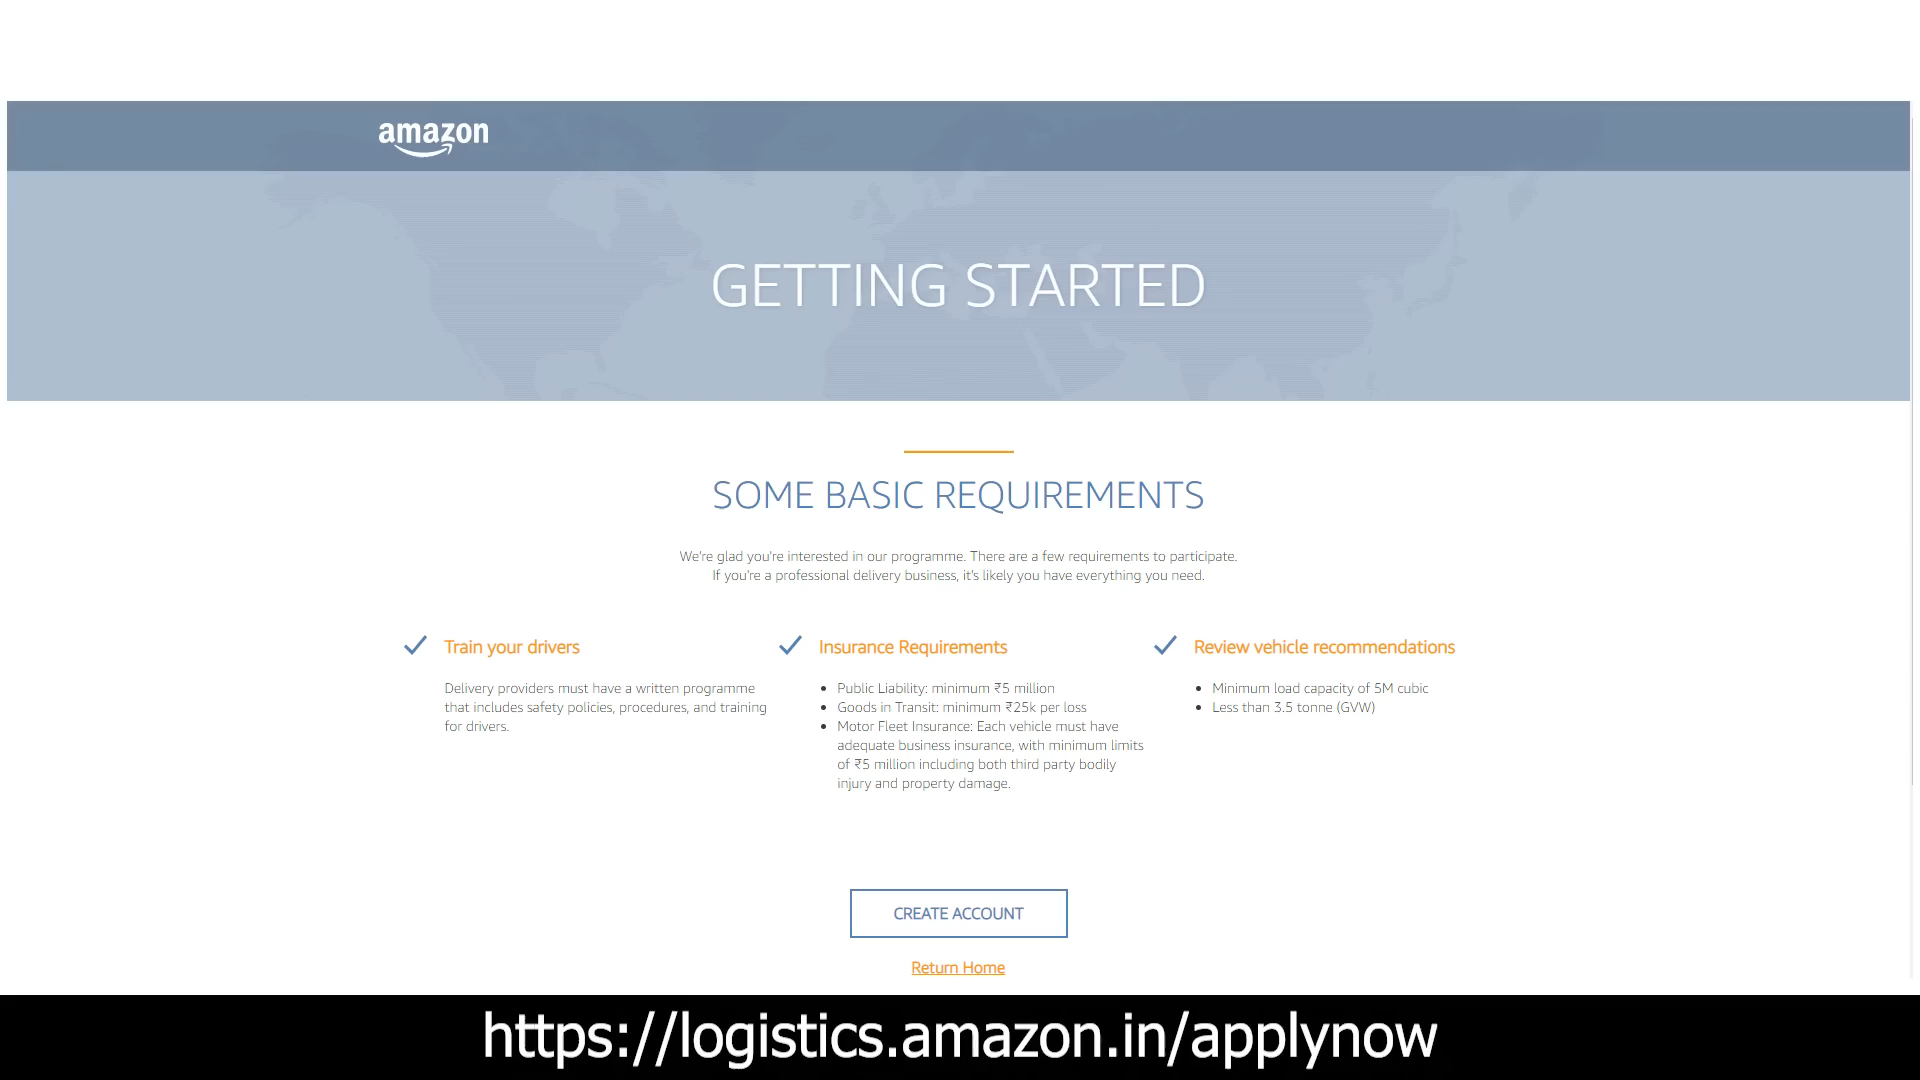 amazon
GETTING STARTED
SOME BASIC REQUIREMENTS
We're glad you're interested in our programme. There are a few requirements to participate.
If you're a professional delivery business, it's likely you have everything you need.
Train your drivers
Delivery providers must have a written programme
that includes safety policies, procedures, and training
for drivers.
Insurance Requirements
• Public Liability: minimum ₹5 million
• Goods in Transit: minimum ₹25k per loss
• Motor Fleet Insurance: Each vehicle must have
adequate business insurance, with minimum limits
of ₹5 million including both third party bodily
injury and property damage.
Review vehicle recommendations
• Minimum load capacity of 5M cubic
• Less than 3.5 tonne (GVW)
CREATE ACCOUNT
Return Home
https://logistics.amazon.in/applynow